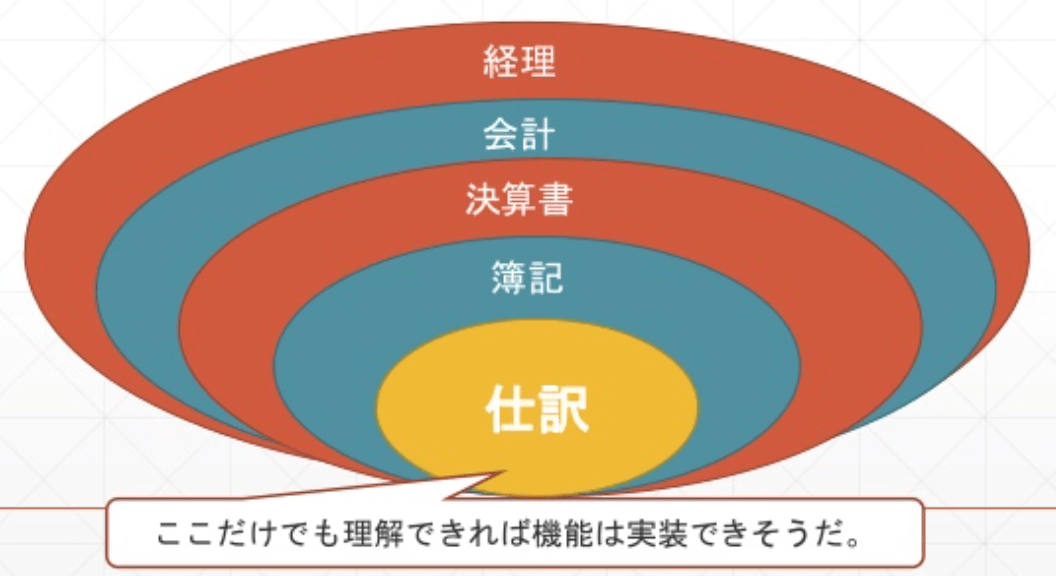 経理
会計
決算書
簿記
仕訳
ここだけでも理解できれば機能は実装できそうだ。